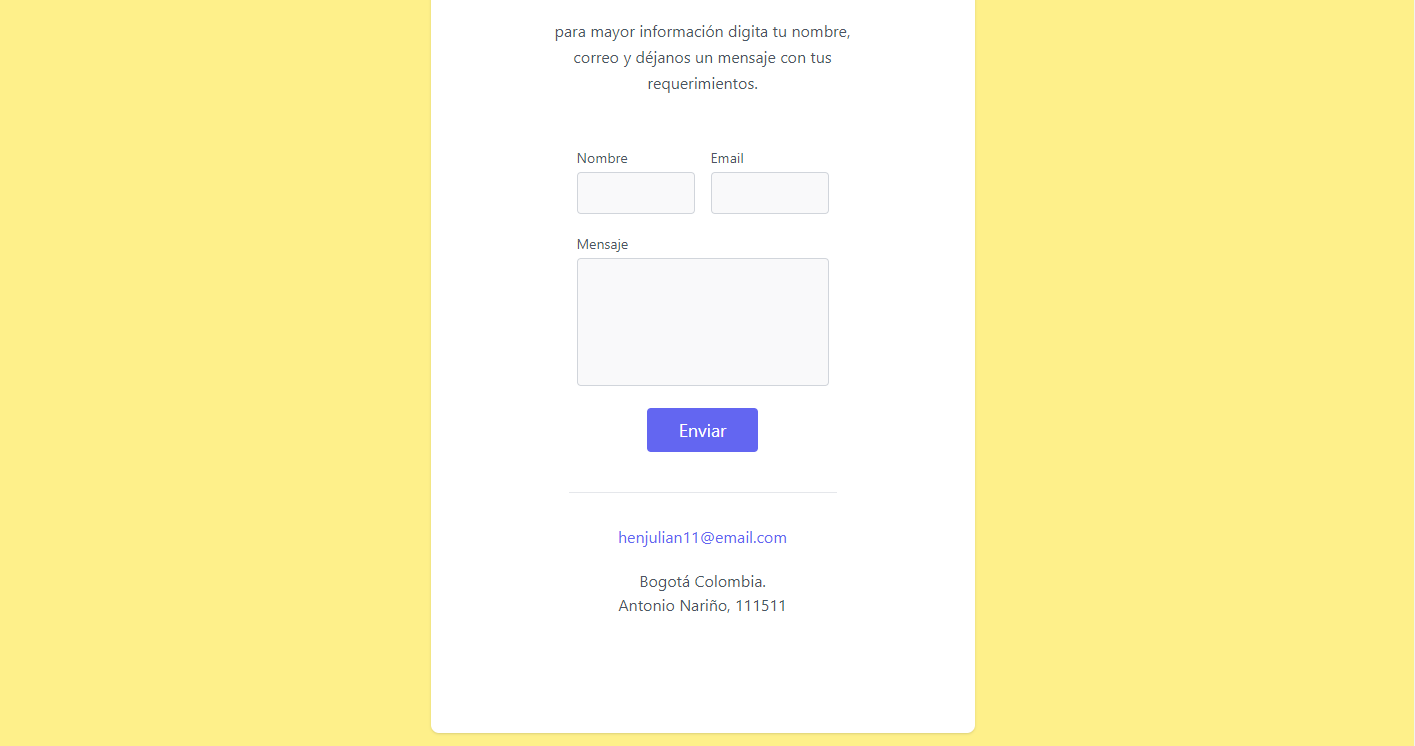 para mayor información digita tu nombre,
correo y déjanos un mensaje con tus
requerimientos.
Nombre
Email
Mensaje
Enviar
henjulian11@email.com
Bogotá Colombia.
Antonio Nariño, 111511